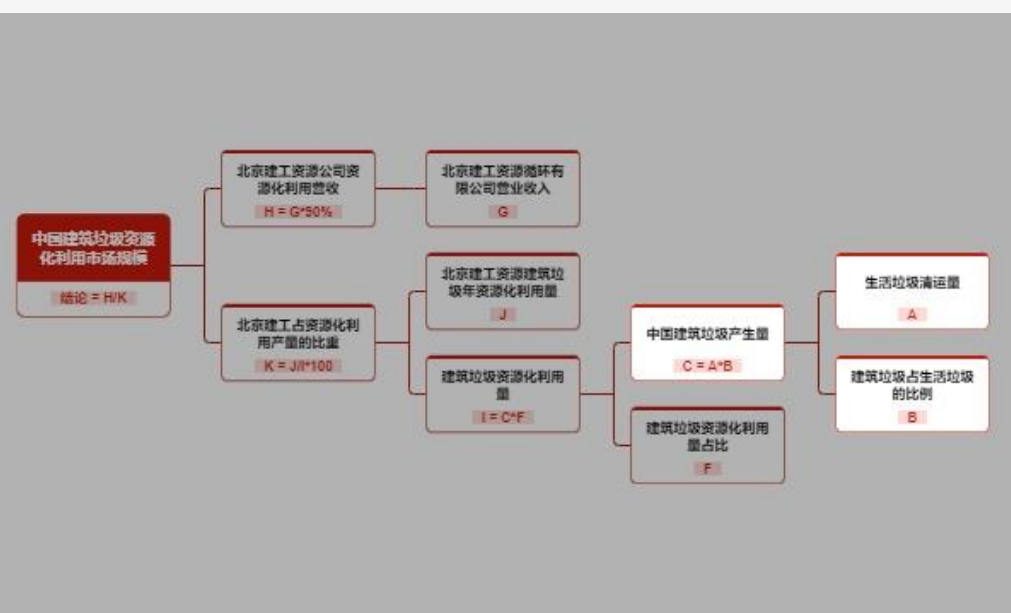 中国建筑垃圾资源
化利用市场规模
结论 = H/K
北京建工资源公司资
源化利用营收
H = G*50%
北京建工资源循环有
限公司营业收入
G
北京建工占资源化利
用产量的比重
K = J/I*100
北京建工资源建筑垃
圾年资源化利用量
J
建筑垃圾资源化利用
量
I = C*F
中国建筑垃圾产生量
C = A*B
建筑垃圾资源化利用
量占比
F
生活垃圾清运量
A
建筑垃圾占生活垃圾
的比例
B